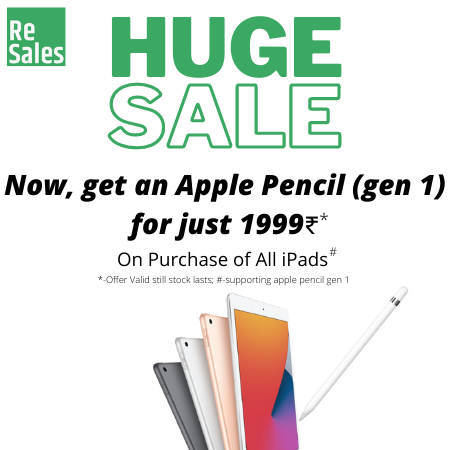 Re
Sales
HUGE
SALE
Now, get an Apple Pencil (gen 1)
for just 1999₹*
On Purchase of All iPads#
*-Offer Valid still stock lasts; #-supporting apple pencil gen 1